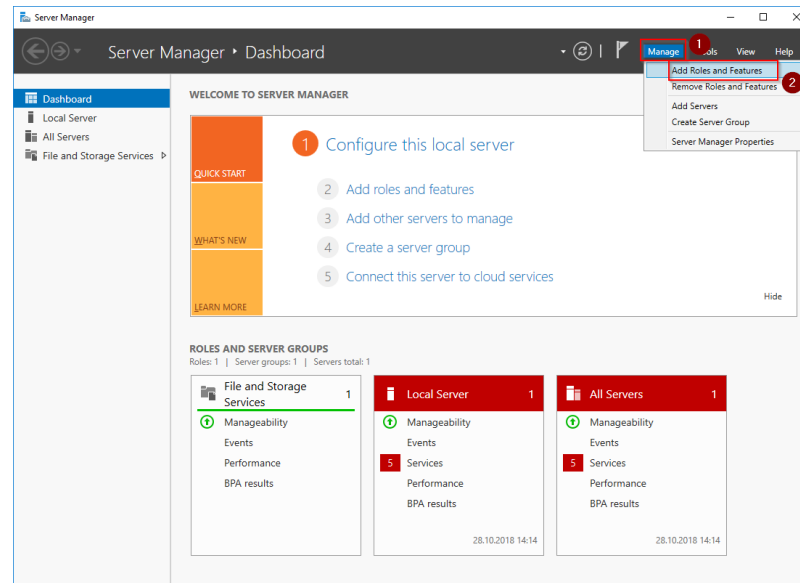 Server Manager
Server Manager • Dashboard
Manage
1
View
Help
Add Roles and Features
2
Remove Roles and Features
Add Servers
Create Server Group
Server Manager Properties
Dashboard
Local Server
All Servers
File and Storage Services
WELCOME TO SERVER MANAGER
QUICK START
WHAT'S NEW
LEARN MORE
1 Configure this local server
2 Add roles and features
3 Add other servers to manage
4 Create a server group
5 Connect this server to cloud services
Hide
ROLES AND SERVER GROUPS
Roles: 1 | Server groups: 1 | Servers total: 1
File and Storage
Services
1
Manageability
Events
Performance
BPA results
Local Server 1
Manageability
Events
5 Services
Performance
BPA results
28.10.2018 14:14
All Servers 1
Manageability
Events
5 Services
Performance
BPA results
28.10.2018 14:14